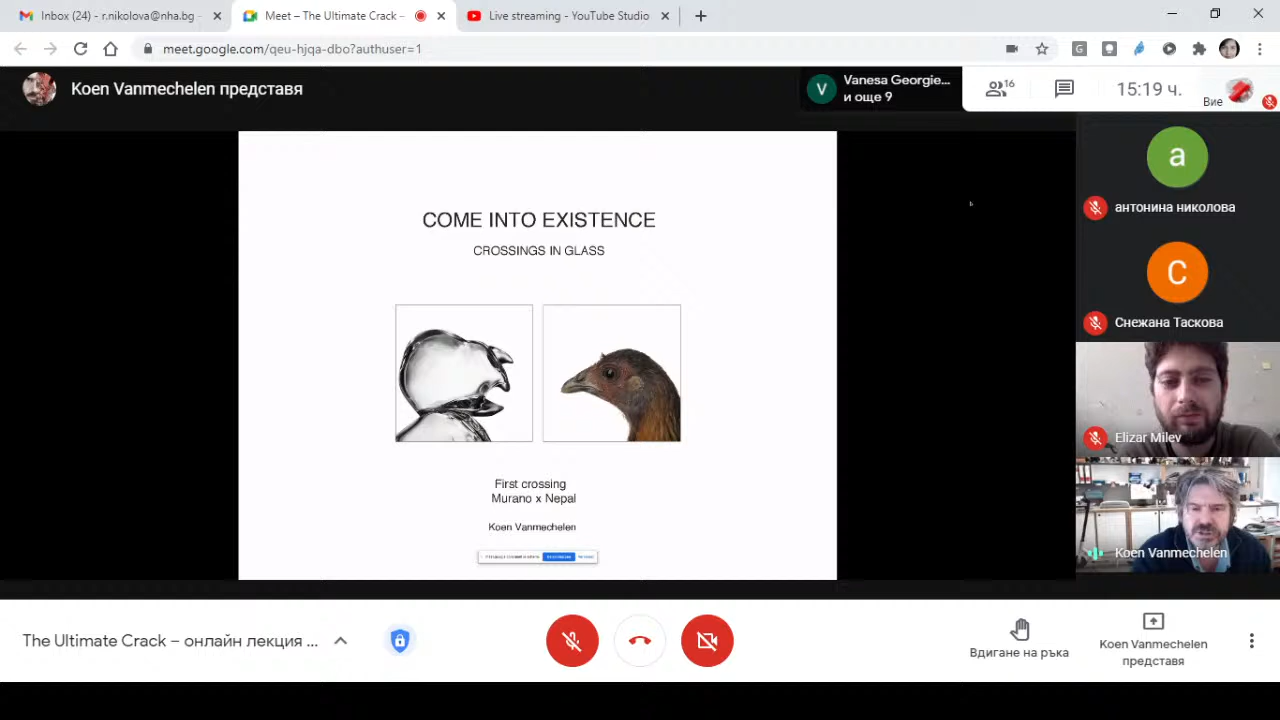 Inbox (24) - r.nikolova@nha.bg -
Meet – The Ultimate Crack –
Live streaming - YouTube Studio
meet.google.com/qeu-hjqa-dbo?authuser=1
Koen Vanmechelen представя
V
Vanesa Georgie...
и още 9
16
15:19 ч.
Вие
a
антонина николова
C
Снежана Таскова
Elizar Milev
Koen Vanmechelen
COME INTO EXISTENCE
CROSSINGS IN GLASS
First crossing
Murano x Nepal
Koen Vanmechelen
The Ultimate Crack – онлайн лекция ...
Вдигане на ръка
Koen Vanmechelen
представя